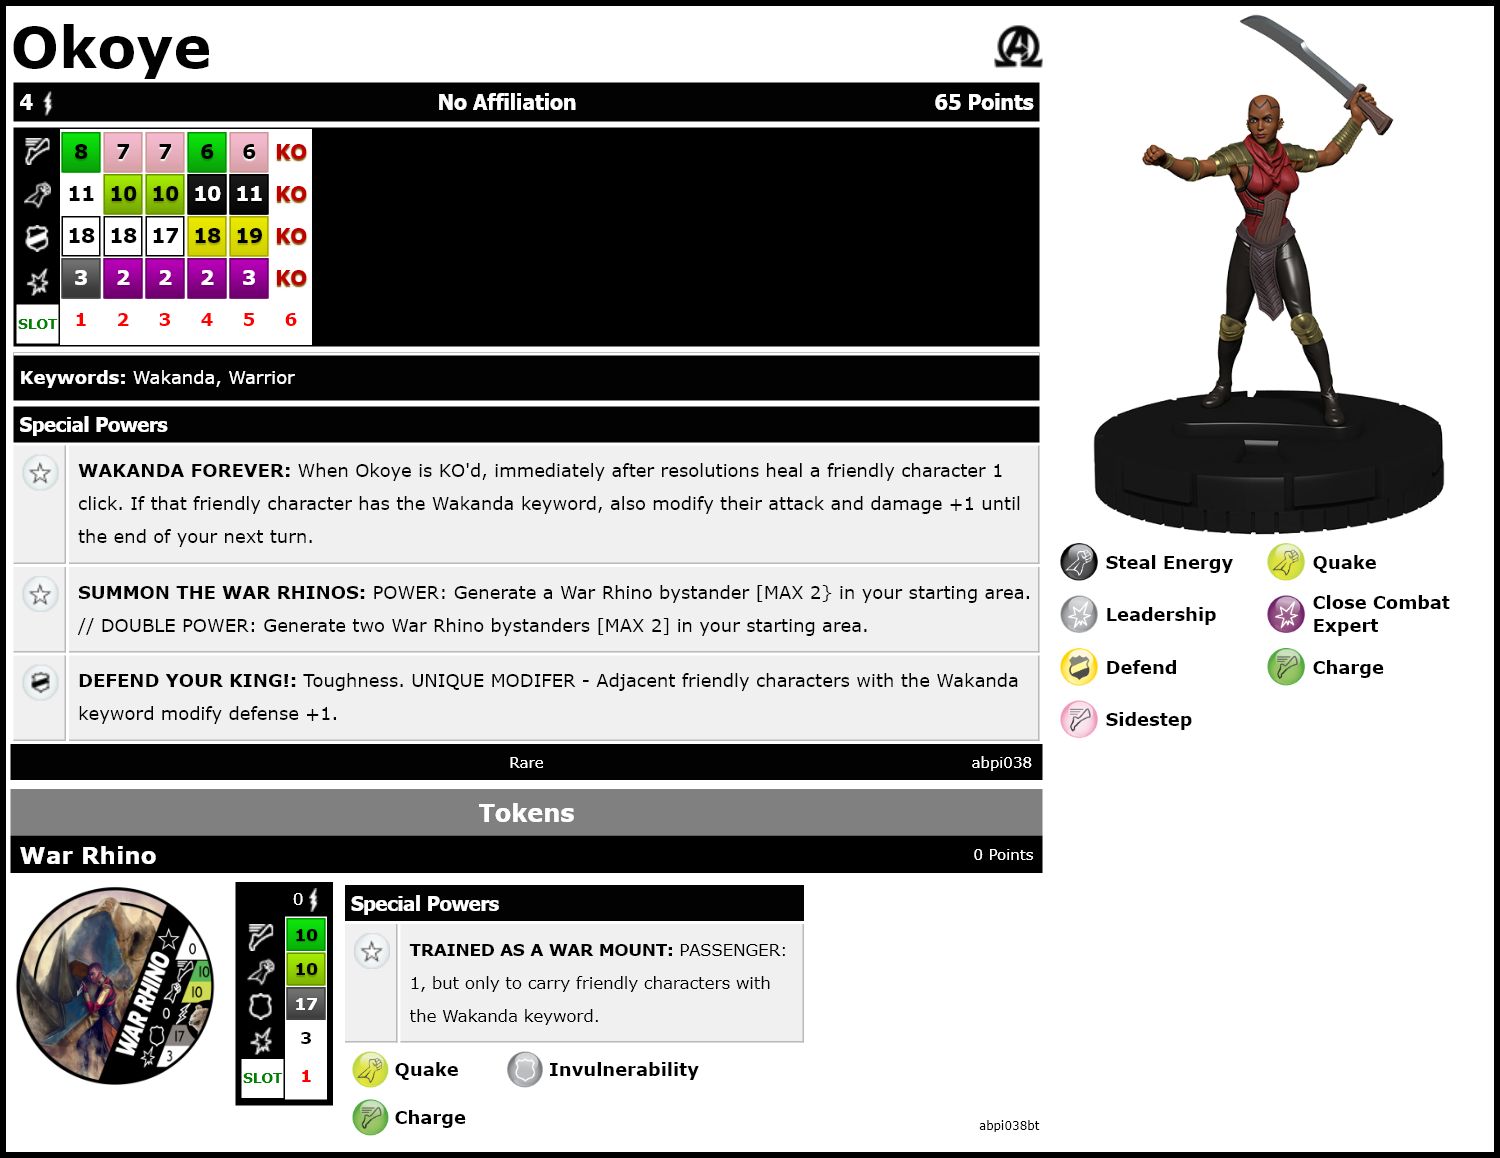 Okoye
4 No Affiliation 65 Points
8 7 7 6 6 KO
11 10 10 10 11 KO
18 18 17 18 19 KO
3 2 2 2 3 KO
SLOT 1 2 3 4 5 6
Keywords: Wakanda, Warrior
Special Powers
WAKANDA FOREVER: When Okoye is KO'd, immediately after resolutions heal a friendly character 1
click. If that friendly character has the Wakanda keyword, also modify their attack and damage +1 until
the end of your next turn.
SUMMON THE WAR RHINOS: POWER: Generate a War Rhino bystander [MAX 2} in your starting area.
// DOUBLE POWER: Generate two War Rhino bystanders [MAX 2] in your starting area.
DEFEND YOUR KING!: Toughness. UNIQUE MODIFER - Adjacent friendly characters with the Wakanda
keyword modify defense +1.
Rare abpi038
Steal Energy Quake
Leadership Close Combat
Expert
Defend Charge
Sidestep
Tokens
War Rhino 0 Points
WAR RHINO
0
10
10
0
17
3
0
10
10
17
3
SLOT 1
Special Powers
TRAINED AS A WAR MOUNT: PASSENGER:
1, but only to carry friendly characters with
the Wakanda keyword.
Quake Invulnerability
Charge
abpi038bt